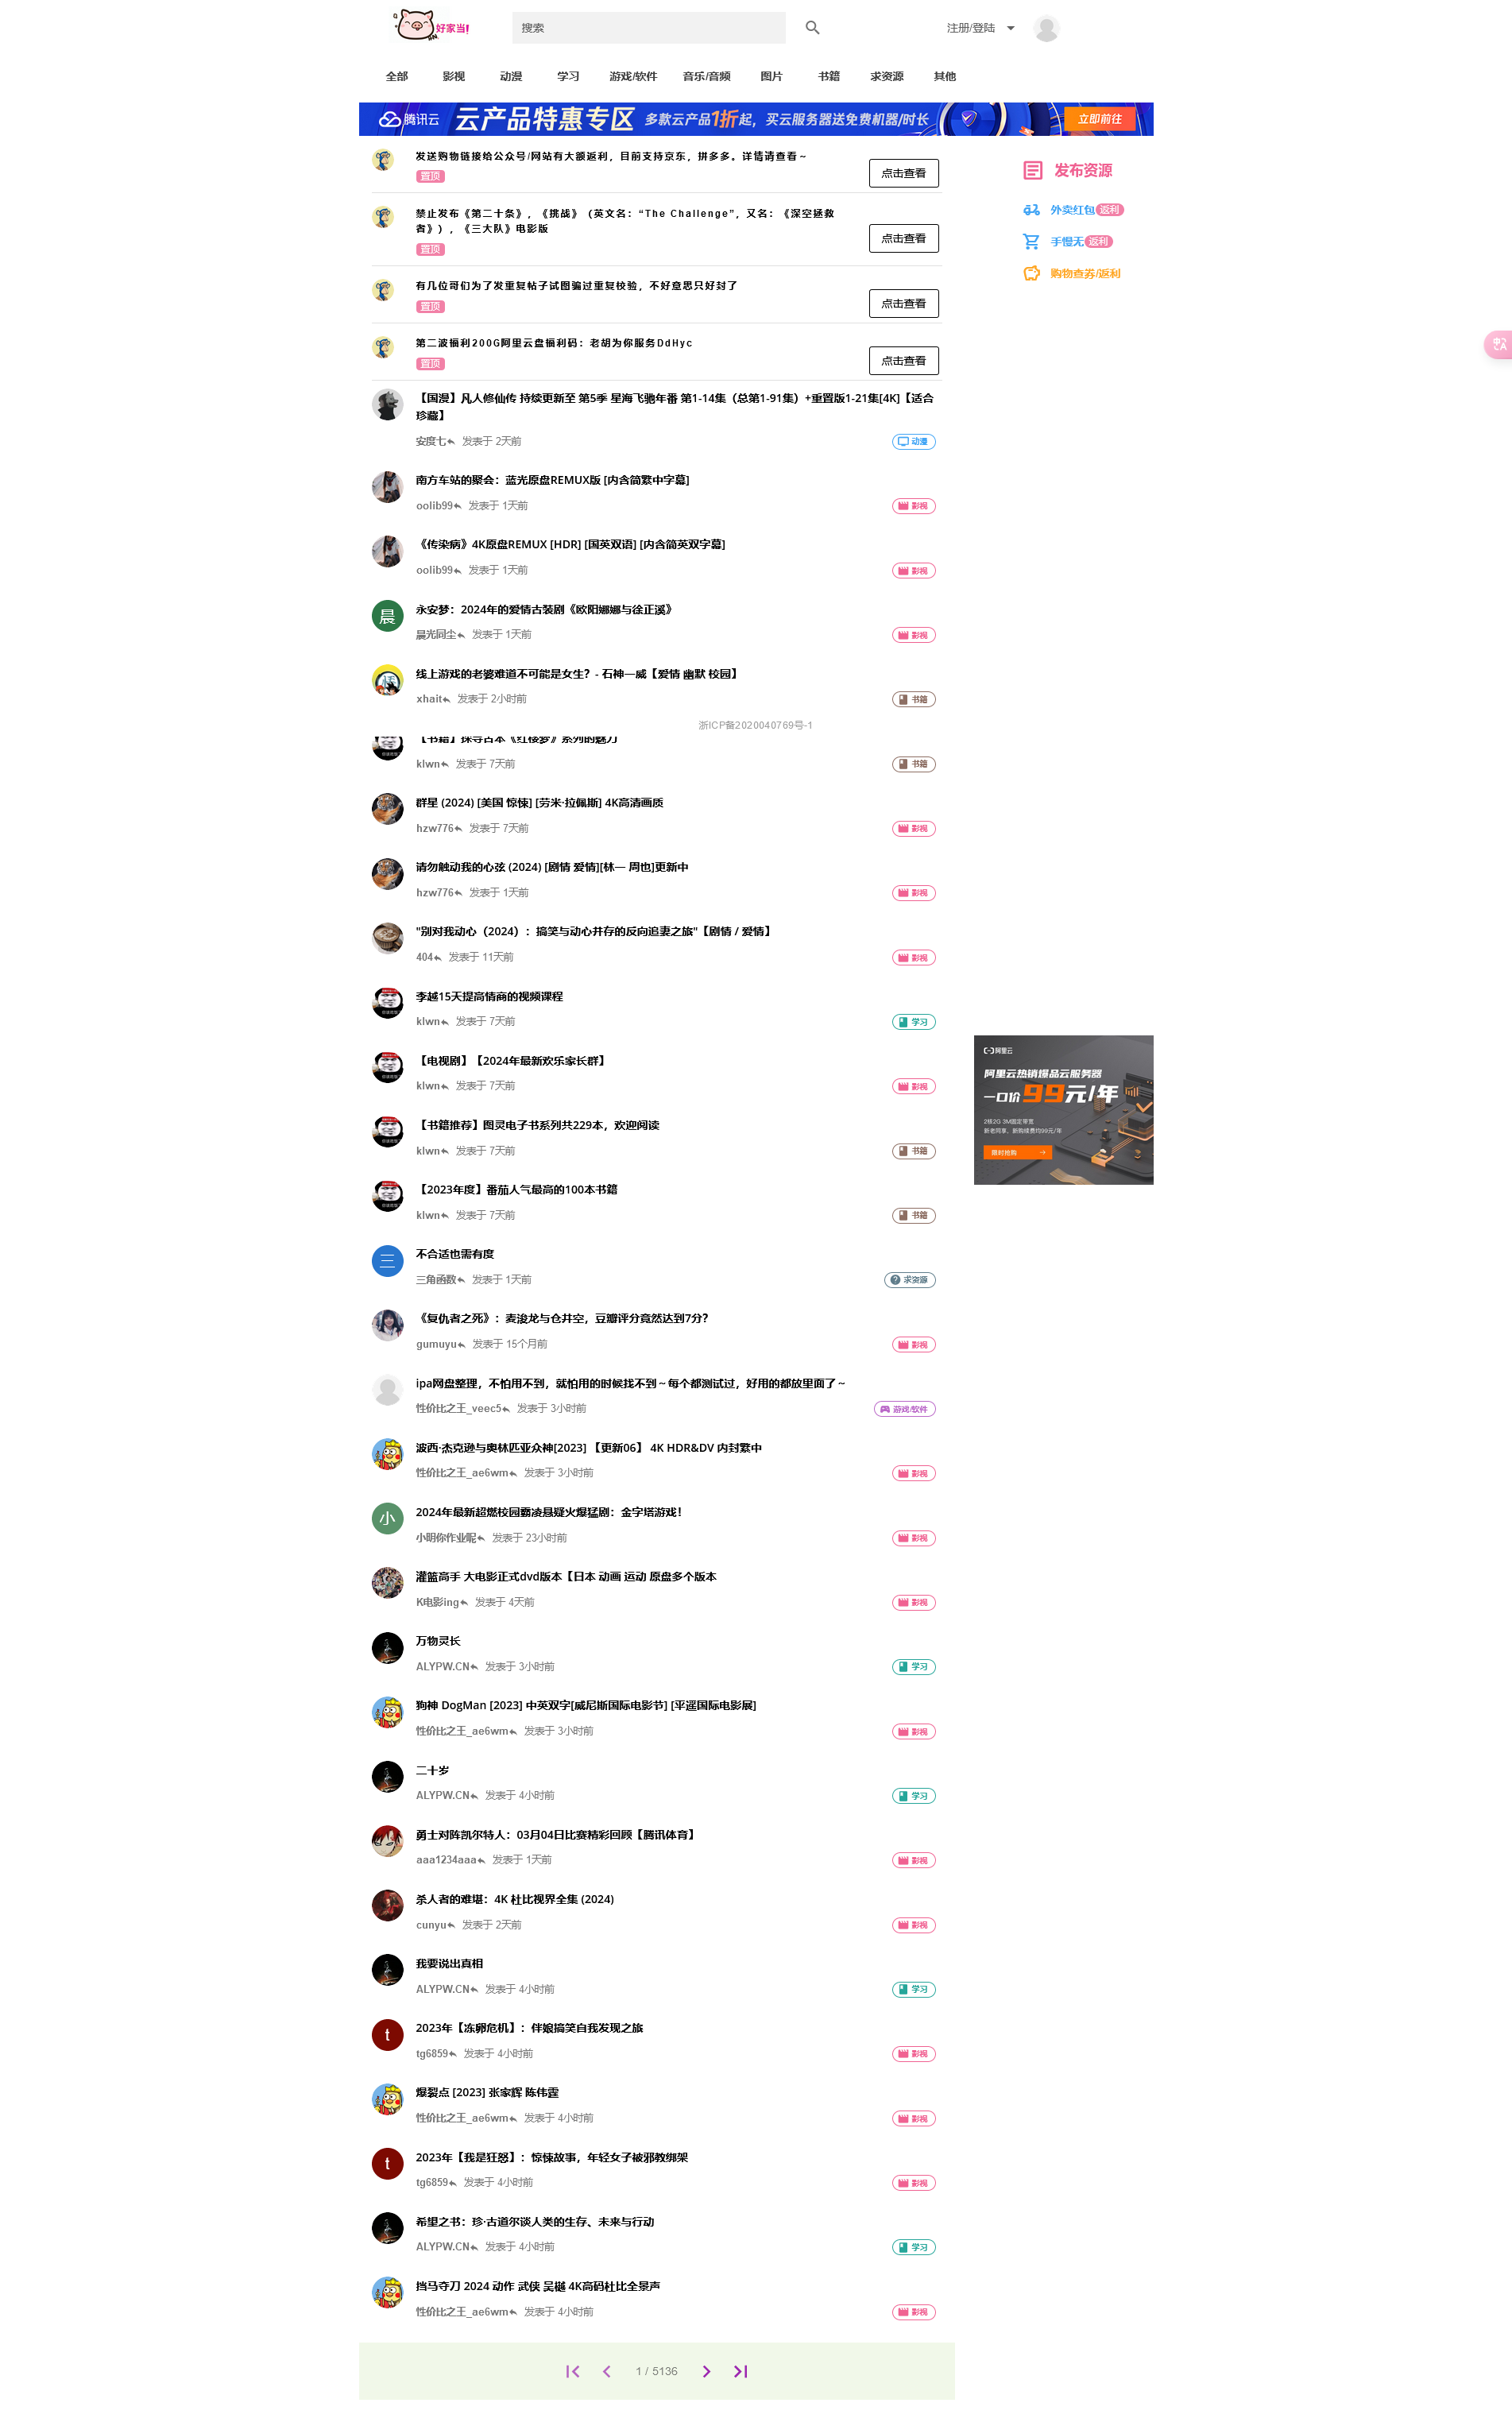 好家当!
搜索
注册/登陆
全部 影视 动漫 学习 游戏/软件 音乐/音频 图片 书籍 求资源 其他
腾讯云 云产品特惠专区 多款云产品1折起，买云服务器送免费机器/时长 立即前往
发送购物链接给公众号/网站有大额返利，目前支持京东，拼多多。详情请查看～
置顶
点击查看
禁止发布《第二十条》，《挑战》（英文名：“The Challenge”，又名：《深空拯救
者》），《三大队》电影版
置顶
点击查看
有几位哥们为了发重复帖子试图骗过重复校验，不好意思只好封了
置顶
点击查看
第二波福利200G阿里云盘福利码：老胡为你服务DdHyc
置顶
点击查看
发布资源
外卖红包 返利
手慢无 返利
购物查券/返利
【国漫】凡人修仙传 持续更新至 第5季 星海飞驰年番 第1-14集（总第1-91集）+重置版1-21集[4K]【适合
珍藏】
安度七 发表于 2天前 动漫
南方车站的聚会：蓝光原盘REMUX版 [内含简繁中字幕]
oolib99 发表于 1天前 影视
《传染病》4K原盘REMUX [HDR] [国英双语] [内含简英双字幕]
oolib99 发表于 1天前 影视
晨
永安梦：2024年的爱情古装剧《欧阳娜娜与徐正溪》
晨光同尘 发表于 1天前 影视
线上游戏的老婆难道不可能是女生？- 石神一威【爱情 幽默 校园】
xhait 发表于 2小时前 书籍
浙ICP备2020040769号-1
klwn 发表于 7天前 书籍
群星 (2024) [美国 惊悚] [劳米·拉佩斯] 4K高清画质
hzw776 发表于 7天前 影视
请勿触动我的心弦 (2024) [剧情 爱情][林一 周也]更新中
hzw776 发表于 1天前 影视
"别对我动心（2024）：搞笑与动心并存的反向追妻之旅"【剧情 / 爱情】
404 发表于 11天前 影视
李越15天提高情商的视频课程
klwn 发表于 7天前 学习
【电视剧】【2024年最新欢乐家长群】
klwn 发表于 7天前 影视
【书籍推荐】图灵电子书系列共229本，欢迎阅读
klwn 发表于 7天前 书籍
【2023年度】番茄人气最高的100本书籍
klwn 发表于 7天前 书籍
阿里云
阿里云热销爆品云服务器
一口价99元/年
2核2G 3M固定带宽
新老同享，新购续费均99元/年
限时抢购
三
不合适也需有度
三角函数 发表于 1天前 求资源
《复仇者之死》：麦浚龙与仓井空，豆瓣评分竟然达到7分？
gumuyu 发表于 15个月前 影视
ipa网盘整理，不怕用不到，就怕用的时候找不到～每个都测试过，好用的都放里面了～
性价比之王_veec5 发表于 3小时前 游戏/软件
波西·杰克逊与奥林匹亚众神[2023] 【更新06】 4K HDR&DV 内封繁中
性价比之王_ae6wm 发表于 3小时前 影视
小
2024年最新超燃校园霸凌悬疑火爆猛剧：金字塔游戏！
小明你作业呢 发表于 23小时前 影视
灌篮高手 大电影正式dvd版本【日本 动画 运动 原盘多个版本
K电影ing 发表于 4天前 影视
万物灵长
ALYPW.CN 发表于 3小时前 学习
狗神 DogMan [2023] 中英双字[威尼斯国际电影节] [平遥国际电影展]
性价比之王_ae6wm 发表于 3小时前 影视
二十岁
ALYPW.CN 发表于 4小时前 学习
勇士对阵凯尔特人：03月04日比赛精彩回顾【腾讯体育】
aaa1234aaa 发表于 1天前 影视
杀人者的难堪：4K 杜比视界全集 (2024)
cunyu 发表于 2天前 影视
我要说出真相
ALYPW.CN 发表于 4小时前 学习
t
2023年【冻卵危机】：伴娘搞笑自我发现之旅
tg6859 发表于 4小时前 影视
爆裂点 [2023] 张家辉 陈伟霆
性价比之王_ae6wm 发表于 4小时前 影视
t
2023年【我是狂怒】：惊悚故事，年轻女子被邪教绑架
tg6859 发表于 4小时前 影视
希望之书：珍·古道尔谈人类的生存、未来与行动
ALYPW.CN 发表于 4小时前 学习
挡马夺刀 2024 动作 武侠 吴樾 4K高码杜比全景声
性价比之王_ae6wm 发表于 4小时前 影视
1 / 5136